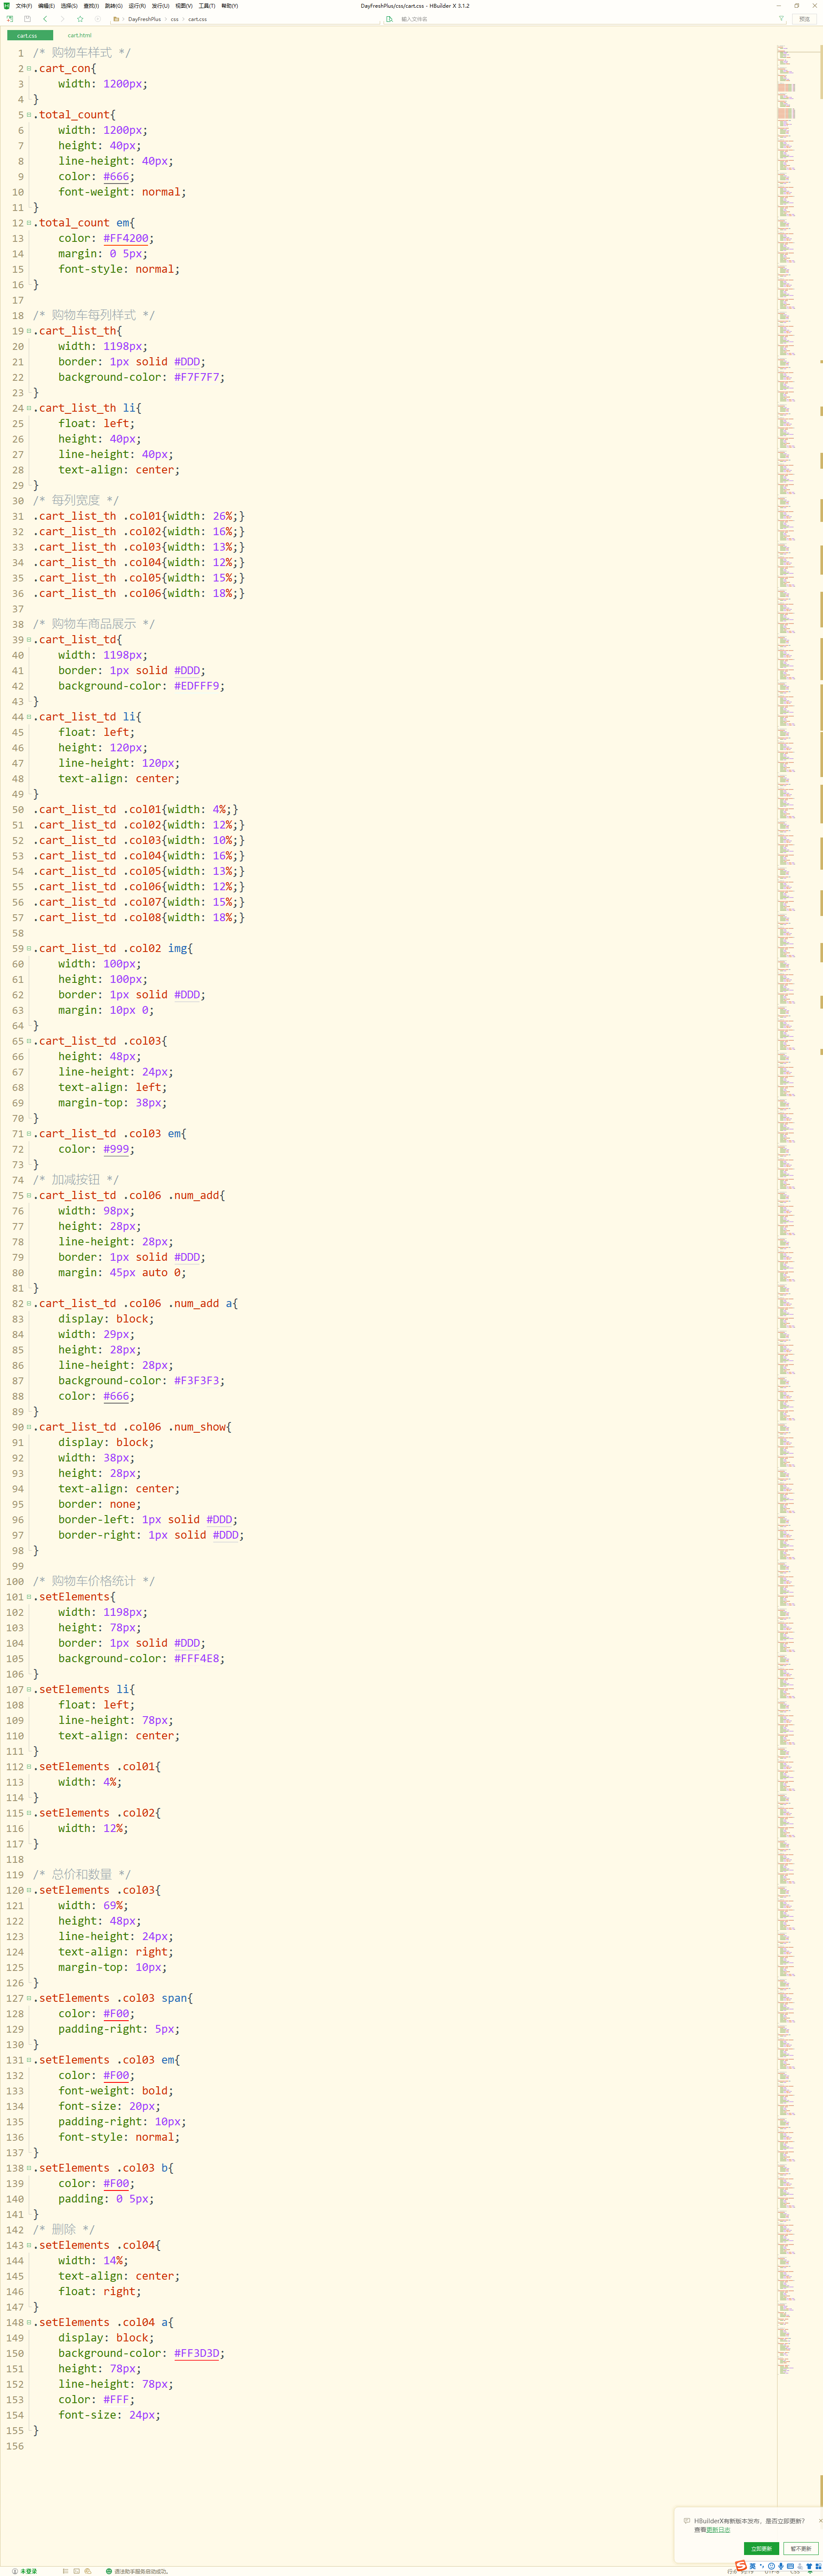 文件(F) 编辑(E) 选择(S) 查找(I) 跳转(G) 运行(R) 发行(U) 视图(V) 工具(T) 帮助(Y) DayFreshPlus/css/cart.css - HBuilder X 3.1.2
DayFreshPlus css cart.css 输入文件名 预览
cart.css cart.html
1 /* 购物车样式 */
2 .cart_con{
3 width: 1200px;
4 }
5 .total_count{
6 width: 1200px;
7 height: 40px;
8 line-height: 40px;
9 color: #666;
10 font-weight: normal;
11 }
12 .total_count em{
13 color: #FF4200;
14 margin: 0 5px;
15 font-style: normal;
16 }
17
18 /* 购物车每列样式 */
19 .cart_list_th{
20 width: 1198px;
21 border: 1px solid #DDD;
22 background-color: #F7F7F7;
23 }
24 .cart_list_th li{
25 float: left;
26 height: 40px;
27 line-height: 40px;
28 text-align: center;
29 }
30 /* 每列宽度 */
31 .cart_list_th .col01{width: 26%;}
32 .cart_list_th .col02{width: 16%;}
33 .cart_list_th .col03{width: 13%;}
34 .cart_list_th .col04{width: 12%;}
35 .cart_list_th .col05{width: 15%;}
36 .cart_list_th .col06{width: 18%;}
37
38 /* 购物车商品展示 */
39 .cart_list_td{
40 width: 1198px;
41 border: 1px solid #DDD;
42 background-color: #EDFFF9;
43 }
44 .cart_list_td li{
45 float: left;
46 height: 120px;
47 line-height: 120px;
48 text-align: center;
49 }
50 .cart_list_td .col01{width: 4%;}
51 .cart_list_td .col02{width: 12%;}
52 .cart_list_td .col03{width: 10%;}
53 .cart_list_td .col04{width: 16%;}
54 .cart_list_td .col05{width: 13%;}
55 .cart_list_td .col06{width: 12%;}
56 .cart_list_td .col07{width: 15%;}
57 .cart_list_td .col08{width: 18%;}
58
59 .cart_list_td .col02 img{
60 width: 100px;
61 height: 100px;
62 border: 1px solid #DDD;
63 margin: 10px 0;
64 }
65 .cart_list_td .col03{
66 height: 48px;
67 line-height: 24px;
68 text-align: left;
69 margin-top: 38px;
70 }
71 .cart_list_td .col03 em{
72 color: #999;
73 }
74 /* 加减按钮 */
75 .cart_list_td .col06 .num_add{
76 width: 98px;
77 height: 28px;
78 line-height: 28px;
79 border: 1px solid #DDD;
80 margin: 45px auto 0;
81 }
82 .cart_list_td .col06 .num_add a{
83 display: block;
84 width: 29px;
85 height: 28px;
86 line-height: 28px;
87 background-color: #F3F3F3;
88 color: #666;
89 }
90 .cart_list_td .col06 .num_show{
91 display: block;
92 width: 38px;
93 height: 28px;
94 text-align: center;
95 border: none;
96 border-left: 1px solid #DDD;
97 border-right: 1px solid #DDD;
98 }
99
100 /* 购物车价格统计 */
101 .setElements{
102 width: 1198px;
103 height: 78px;
104 border: 1px solid #DDD;
105 background-color: #FFF4E8;
106 }
107 .setElements li{
108 float: left;
109 line-height: 78px;
110 text-align: center;
111 }
112 .setElements .col01{
113 width: 4%;
114 }
115 .setElements .col02{
116 width: 12%;
117 }
118
119 /* 总价和数量 */
120 .setElements .col03{
121 width: 69%;
122 height: 48px;
123 line-height: 24px;
124 text-align: right;
125 margin-top: 10px;
126 }
127 .setElements .col03 span{
128 color: #F00;
129 padding-right: 5px;
130 }
131 .setElements .col03 em{
132 color: #F00;
133 font-weight: bold;
134 font-size: 20px;
135 padding-right: 10px;
136 font-style: normal;
137 }
138 .setElements .col03 b{
139 color: #F00;
140 padding: 0 5px;
141 }
142 /* 删除 */
143 .setElements .col04{
144 width: 14%;
145 text-align: center;
146 float: right;
147 }
148 .setElements .col04 a{
149 display: block;
150 background-color: #FF3D3D;
151 height: 78px;
152 line-height: 78px;
153 color: #FFF;
154 font-size: 24px;
155 }
156
HBuilderX有新版本发布，是否立即更新?
查看更新日志
立即更新 暂不更新
未登录 语法助手服务启动成功。